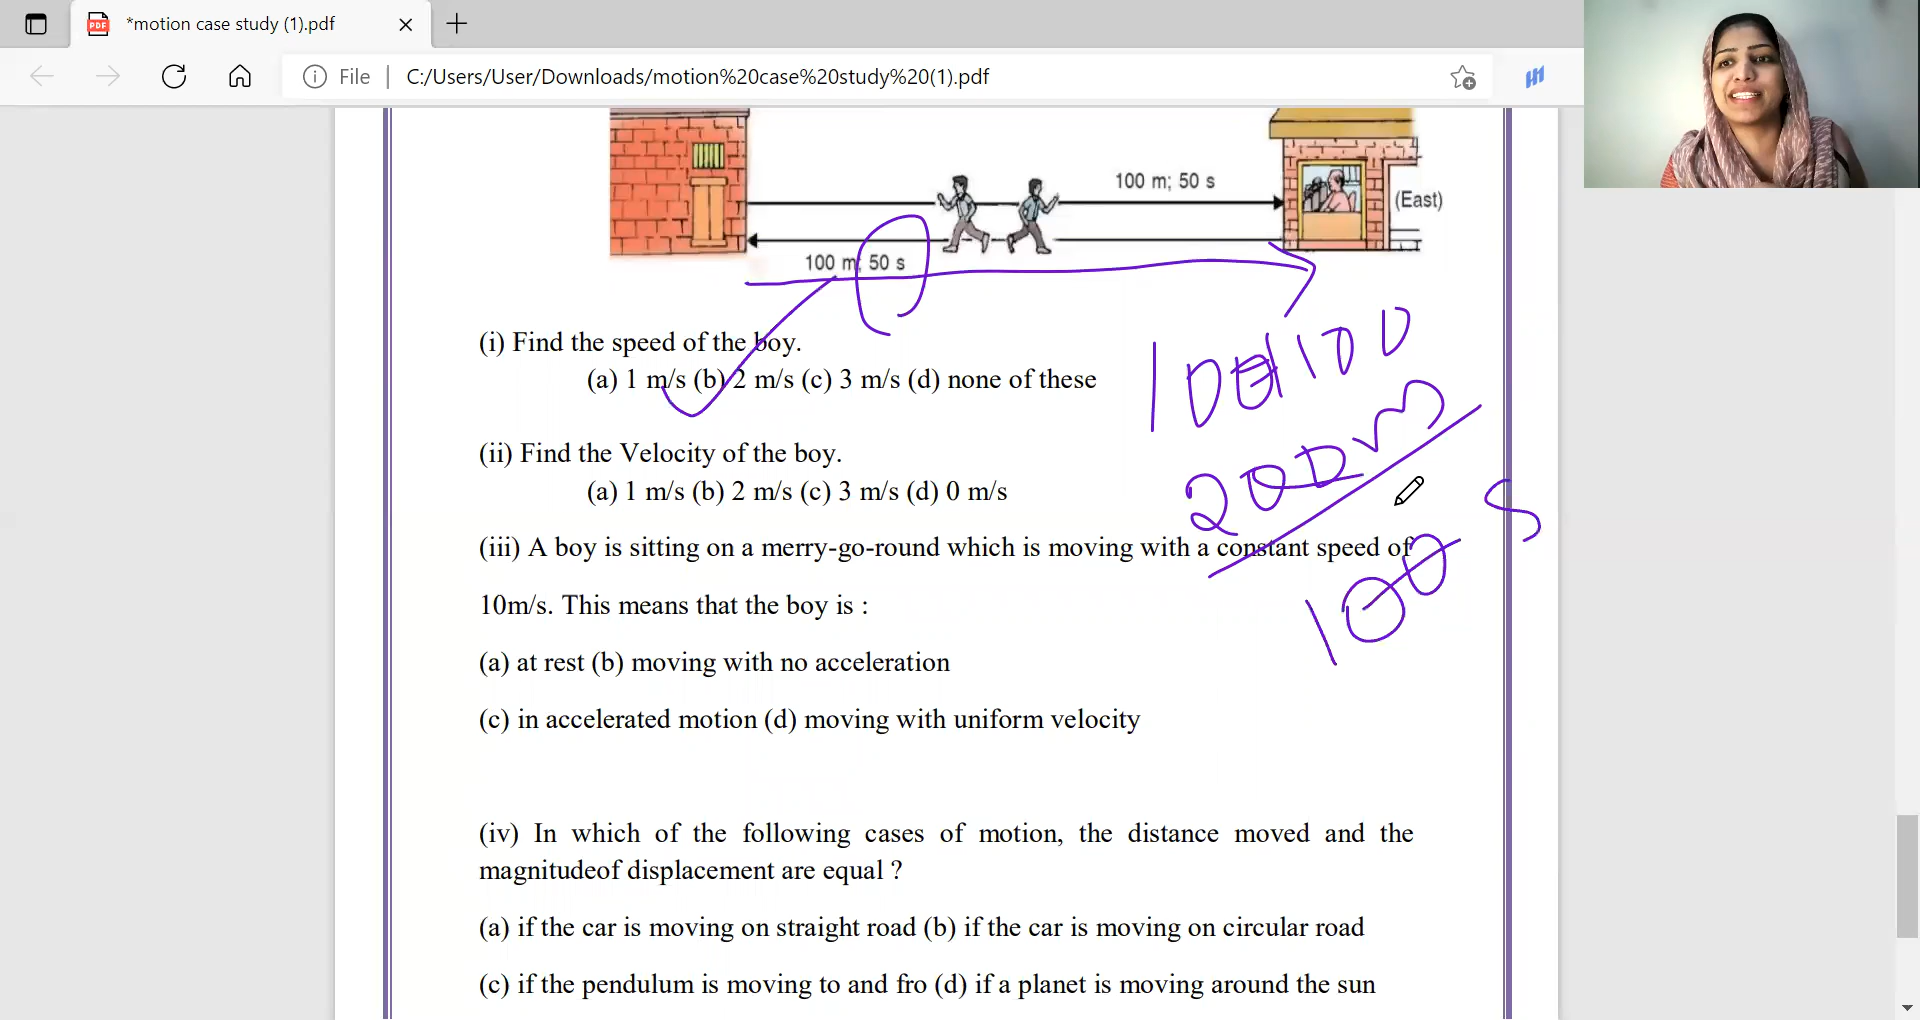 *motion case study (1).pdf
File | C:/Users/User/Downloads/motion%20case%20study%20(1).pdf
100 m; 50 s
(East)
100 m; 50 s
(i) Find the speed of the boy.
(a) 1 m/s (b) 2 m/s (c) 3 m/s (d) none of these
100+100
200m
100 s
(ii) Find the Velocity of the boy.
(a) 1 m/s (b) 2 m/s (c) 3 m/s (d) 0 m/s
(iii) A boy is sitting on a merry-go-round which is moving with a constant speed of
10m/s. This means that the boy is :
(a) at rest (b) moving with no acceleration
(c) in accelerated motion (d) moving with uniform velocity
(iv) In which of the following cases of motion, the distance moved and the
magnitudeof displacement are equal ?
(a) if the car is moving on straight road (b) if the car is moving on circular road
(c) if the pendulum is moving to and fro (d) if a planet is moving around the sun